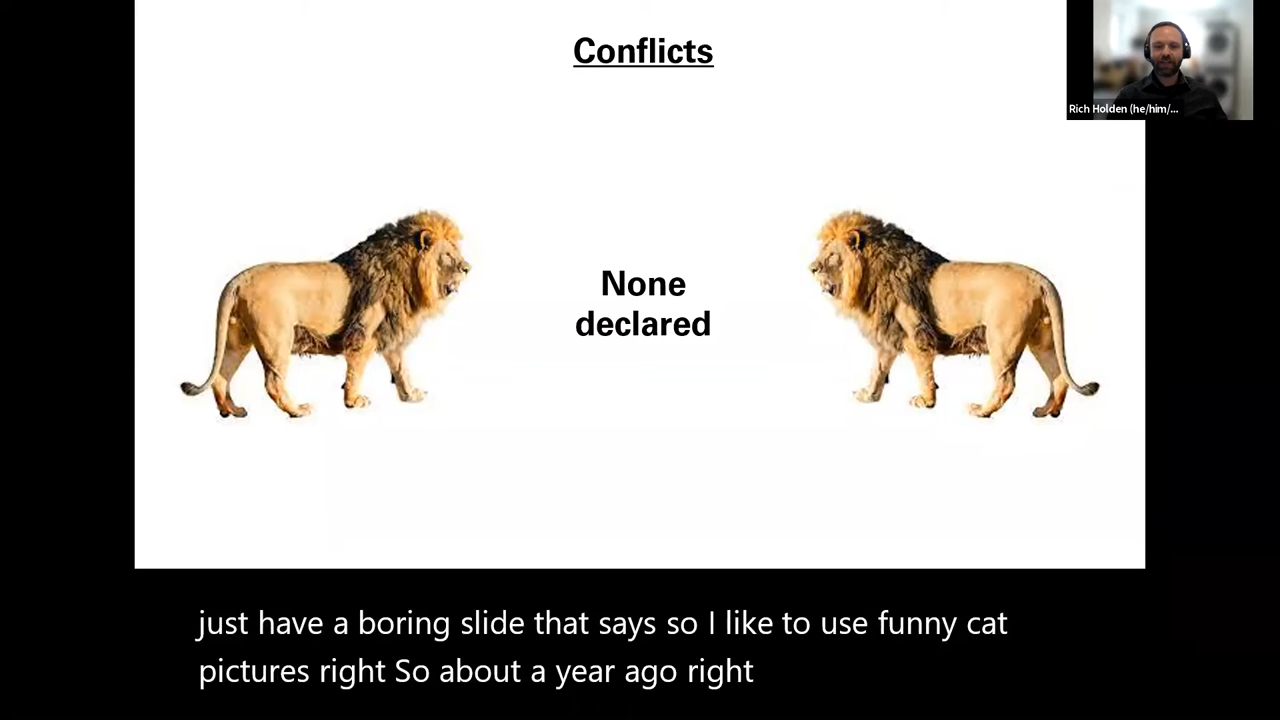 Conflicts
Rich Holden (he/him/...
None
declared
just have a boring slide that says so I like to use funny cat
pictures right So about a year ago right